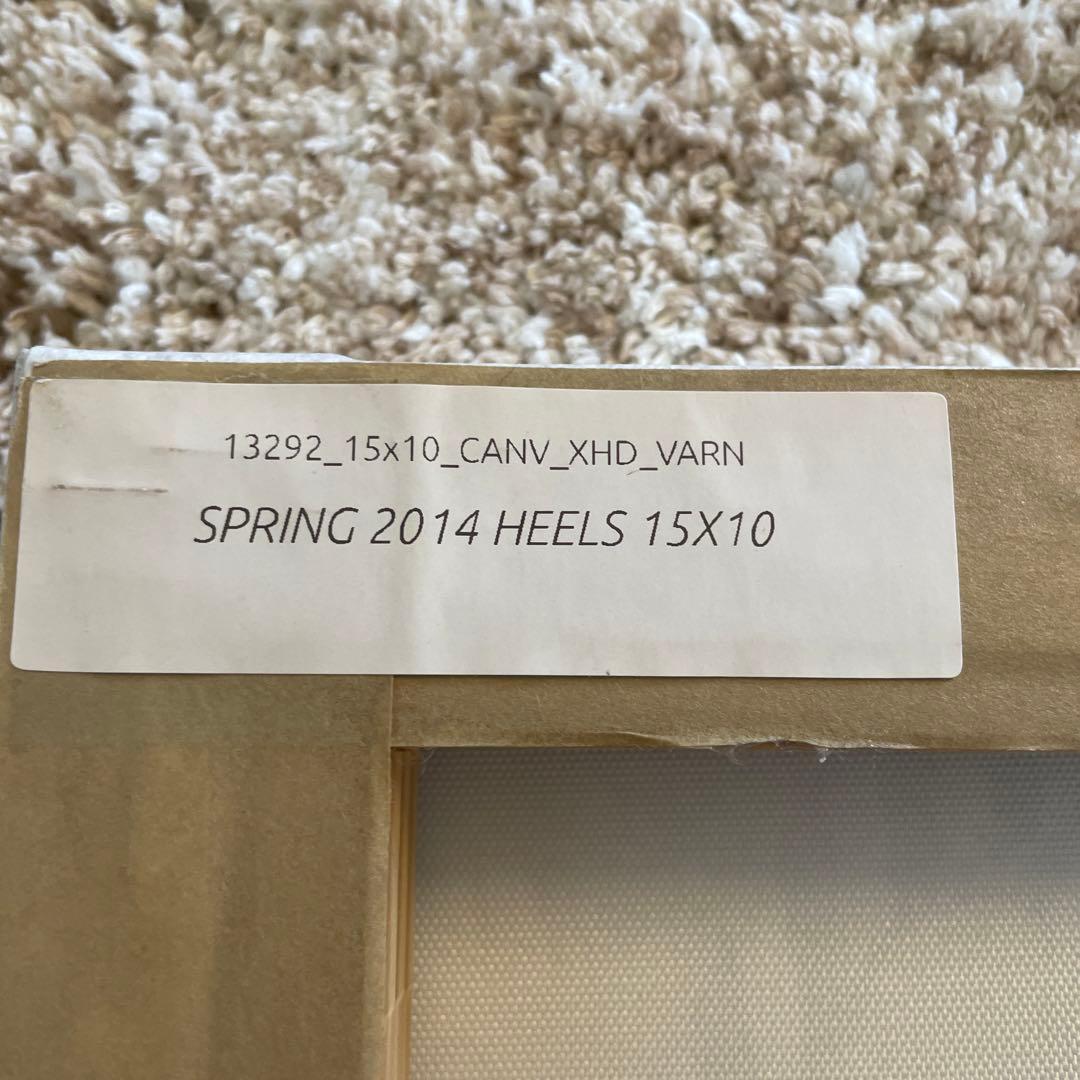 13292_15x10_CANV_XHD_VARN
SPRING 2014 HEELS 15X10